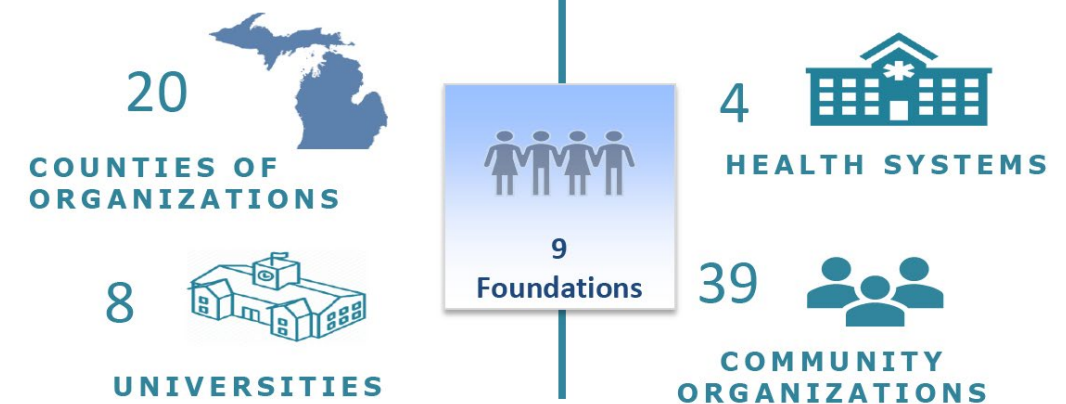 20
COUNTIES OF
ORGANIZATIONS
8
UNIVERSITIES
9
Foundations
4
HEALTH SYSTEMS
39
COMMUNITY
ORGANIZATIONS